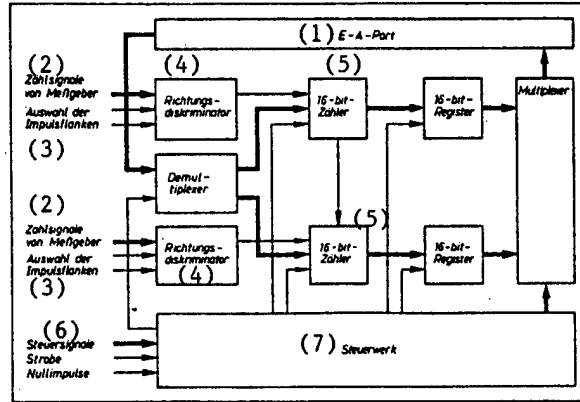 (1) E-A-Port
(2)
Zählsignale
von Meßgeber
Auswahl der
Impulsflanken
(3)
(4)
Richtungs-
diskriminator
(5)
16-bit-
Zähler
16-bit-
Register
Multiplexer
Demul-
tiplexer
(2)
Zählsignale
von Meßgeber
Auswahl der
Impulsflanken
(3)
Richtungs-
diskriminator
(4)
(5)
16-bit-
Zähler
16-bit-
Register
(6)
Steuersignale
Strobe
Nullimpulse
(7) Steuerwerk